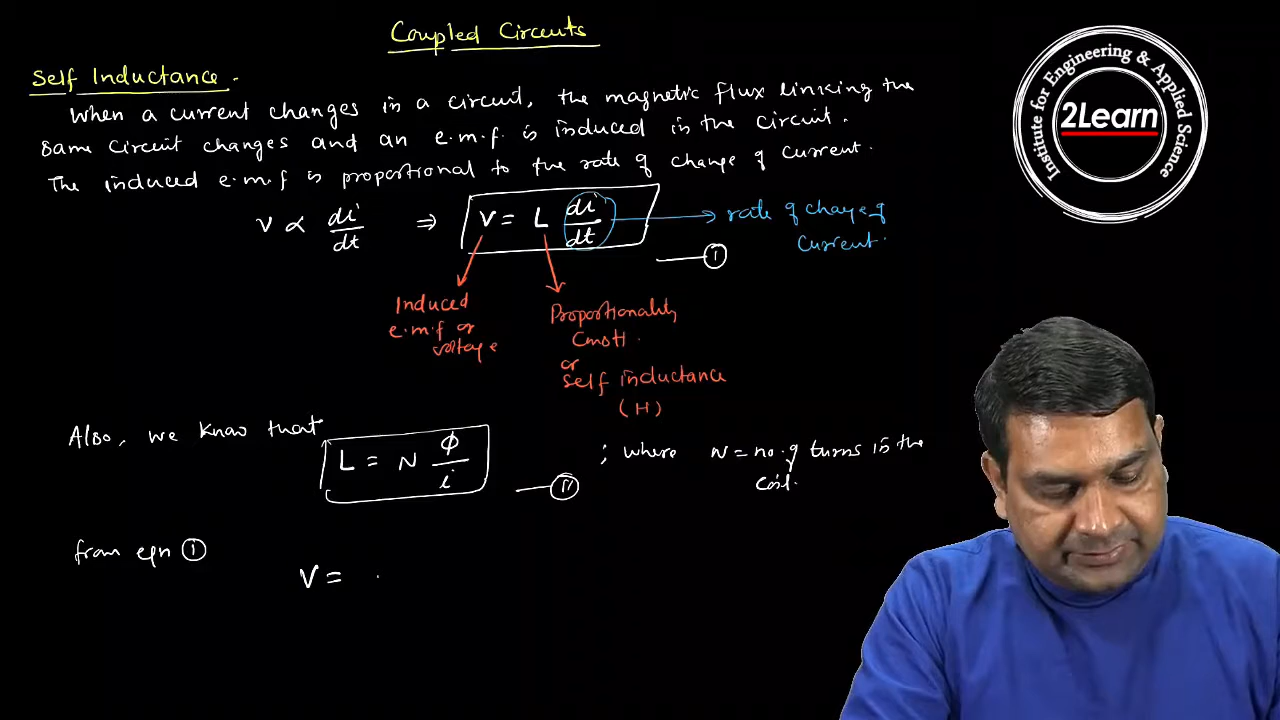 Coupled Circuits
Self Inductance -
When a current changes in a circuit, the magnetic flux linking the
same circuit changes and an e.m.f. is induced in the circuit.
The induced e.m.f is proportional to the rate of change of current.
v ∝ di/dt ⇒ V = L di/dt → rate of change of
current.
—— Ⓘ
Induced
e.m.f or
voltage
Proportionality
Const.
or
Self inductance
(H)
Also, we know that
L = N ϕ/i ; where N = no. of turns in the
coil.
—— Ⓘⓘ
from eqn Ⓘ
V =
Institute for Engineering & Applied Science
2Learn